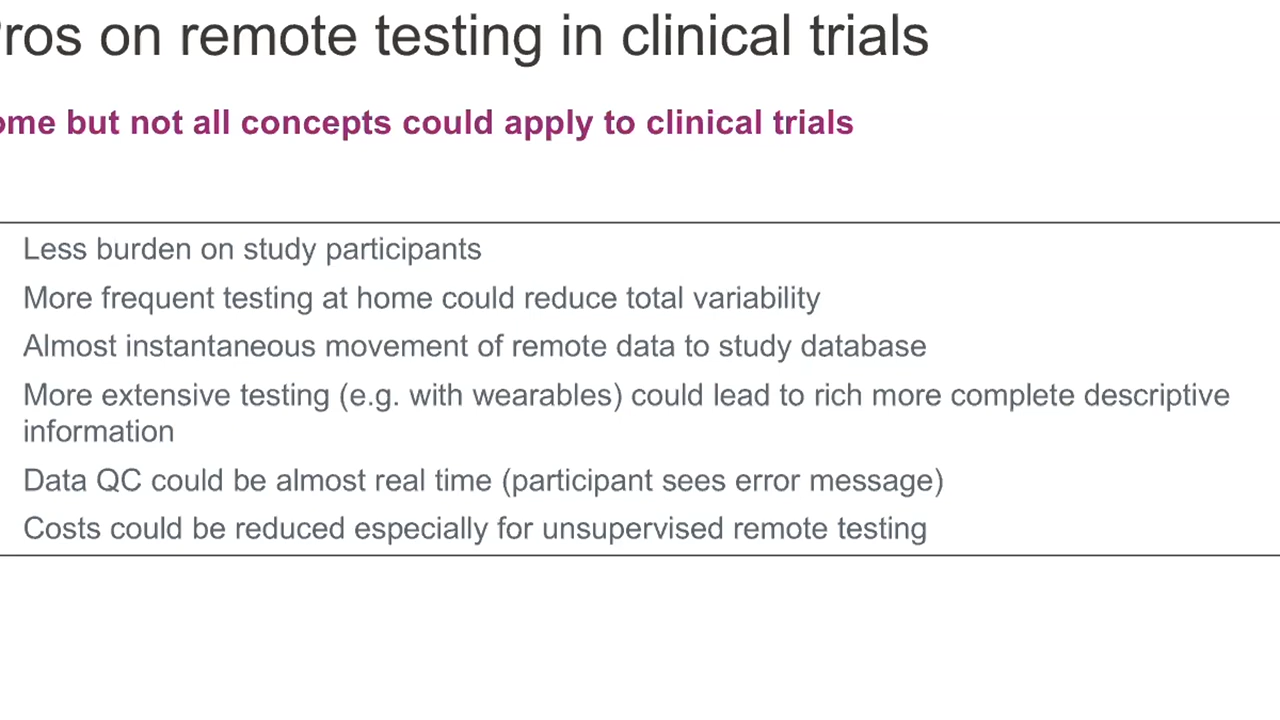 ros on remote testing in clinical trials
ome but not all concepts could apply to clinical trials
Less burden on study participants
More frequent testing at home could reduce total variability
Almost instantaneous movement of remote data to study database
More extensive testing (e.g. with wearables) could lead to rich more complete descriptive
information
Data QC could be almost real time (participant sees error message)
Costs could be reduced especially for unsupervised remote testing